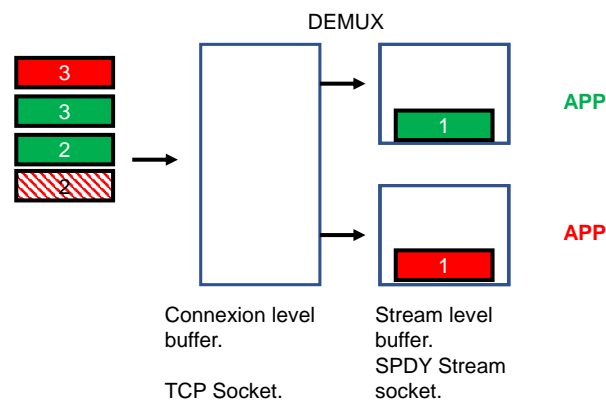 DEMUX
3
3
2
2
1
APP
1
APP
Connexion level
buffer.
TCP Socket.
Stream level
buffer.
SPDY Stream
socket.